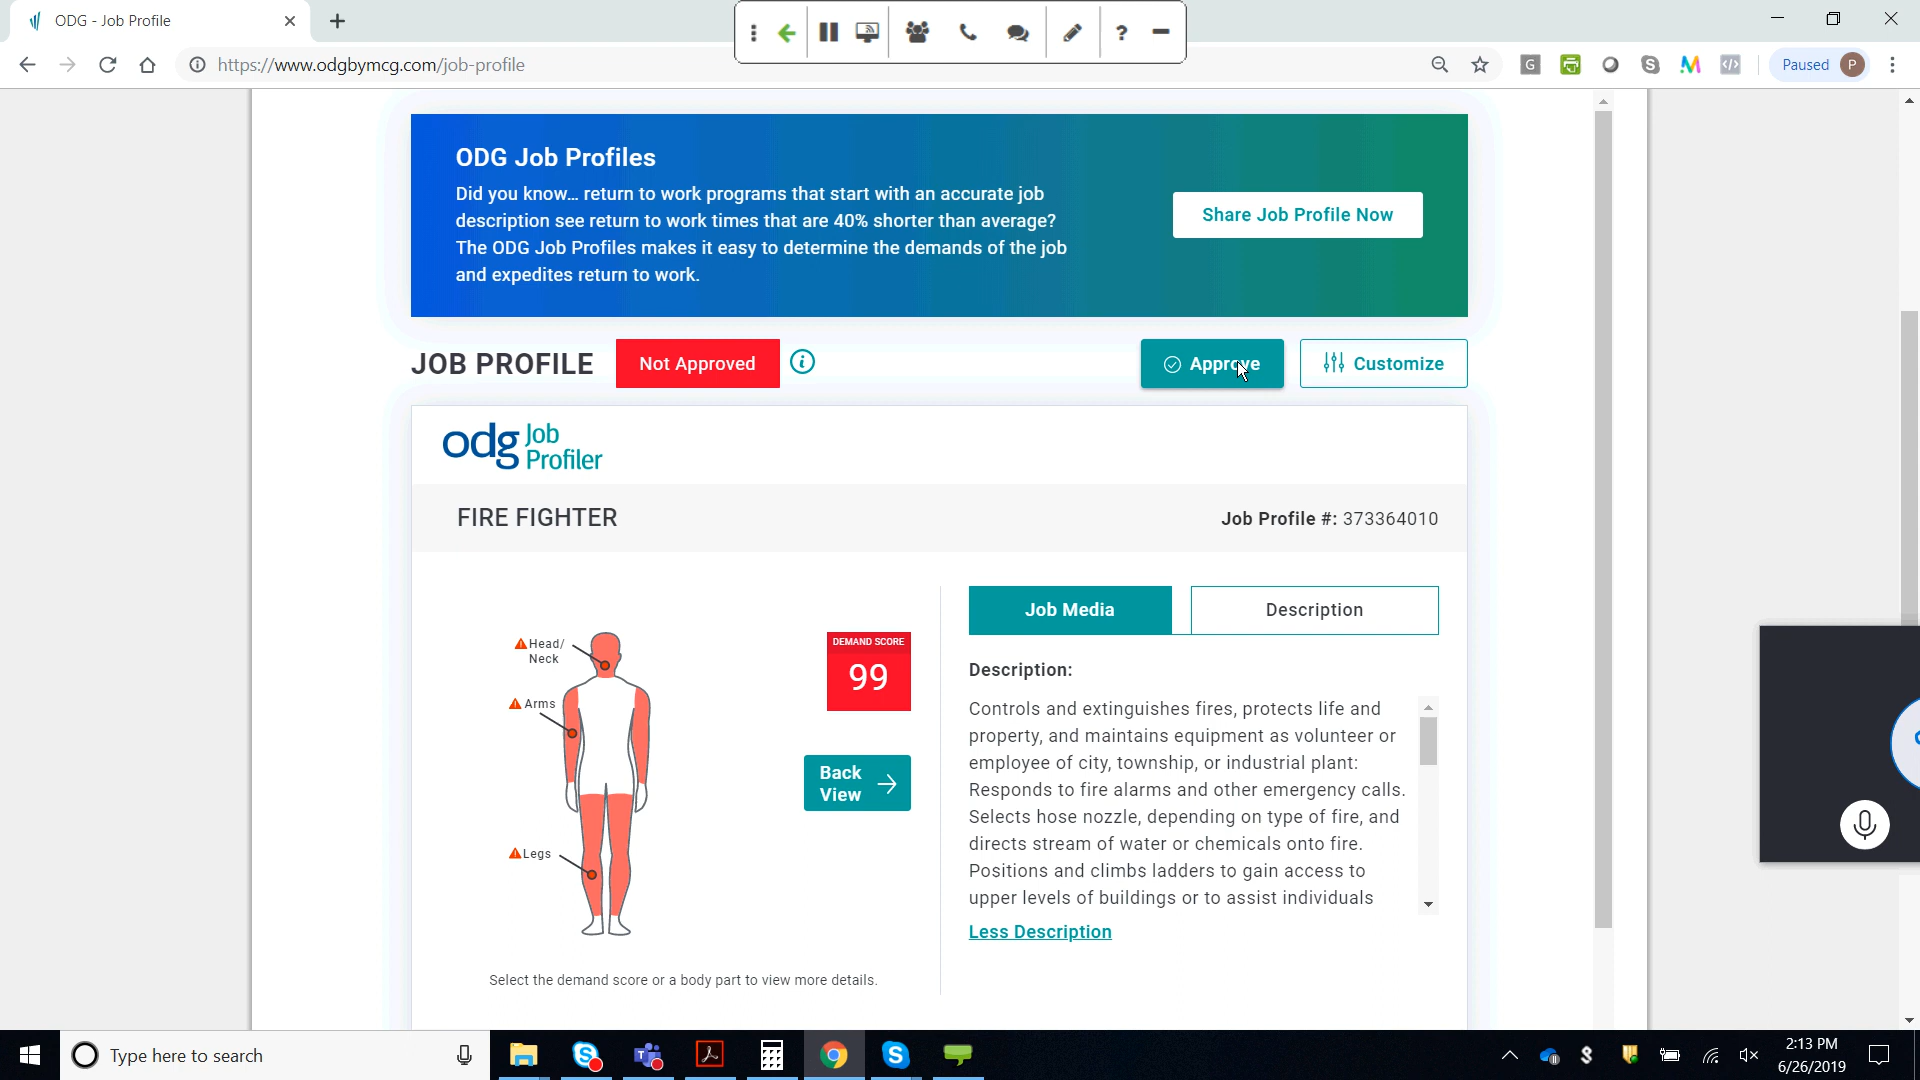 ODG - Job Profile
https://www.odgbymcg.com/job-profile
G
S
Paused
P
?
ODG Job Profiles
Did you know... return to work programs that start with an accurate job
description see return to work times that are 40% shorter than average?
The ODG Job Profiles makes it easy to determine the demands of the job
and expedites return to work.
Share Job Profile Now
JOB PROFILE
Not Approved
Approve
Customize
odg Job
Profiler
FIRE FIGHTER
Job Profile #: 373364010
Head/
Neck
Arms
Legs
DEMAND SCORE
99
Back
View
Select the demand score or a body part to view more details.
Job Media
Description
Description:
Controls and extinguishes fires, protects life and
property, and maintains equipment as volunteer or
employee of city, township, or industrial plant:
Responds to fire alarms and other emergency calls.
Selects hose nozzle, depending on type of fire, and
directs stream of water or chemicals onto fire.
Positions and climbs ladders to gain access to
upper levels of buildings or to assist individuals
Less Description
Type here to search
2:13 PM
6/26/2019